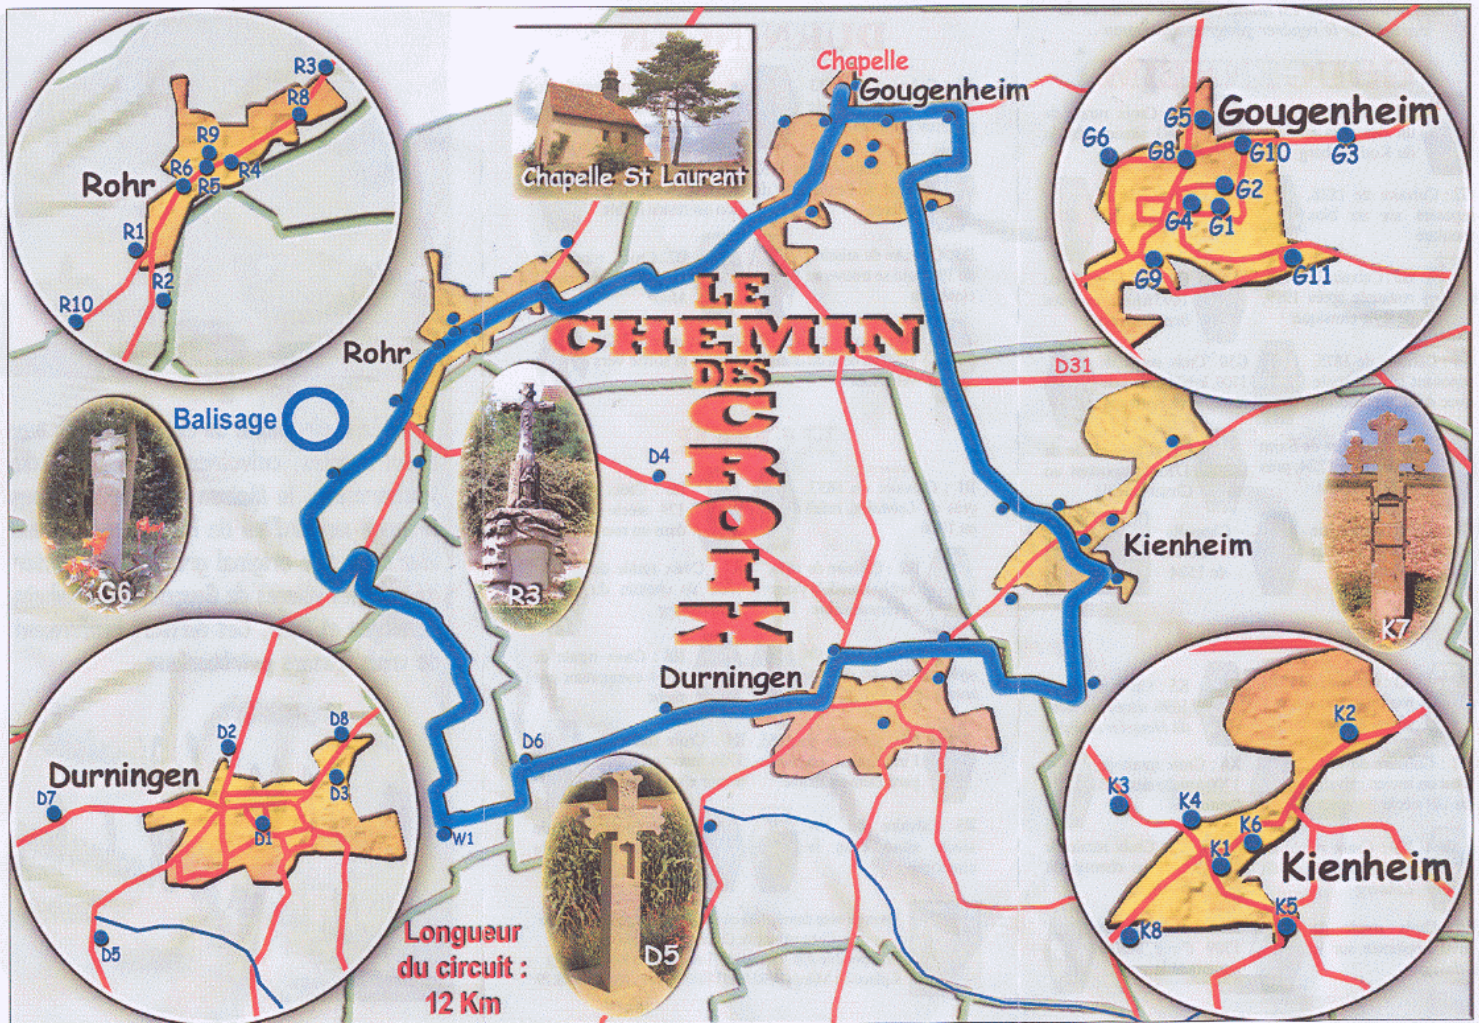 R3
R8
R9
R6
R4
R5
Rohr
R1
R2
R10
Chapelle St Laurent
Chapelle
Gougenheim
G5
Gougenheim
G6
G8
G10
G3
G2
G4
G1
G9
G11
LE
CHEMIN
DES
CROIX
Rohr
D31
Balisage
D4
G6
R3
Kienheim
K7
Durningen
D6
W1
D2
D8
Durningen
D7
D3
D1
D5
Longueur
du circuit :
12 Km
D5
K2
K3
K4
K6
K1
Kienheim
K5
K8